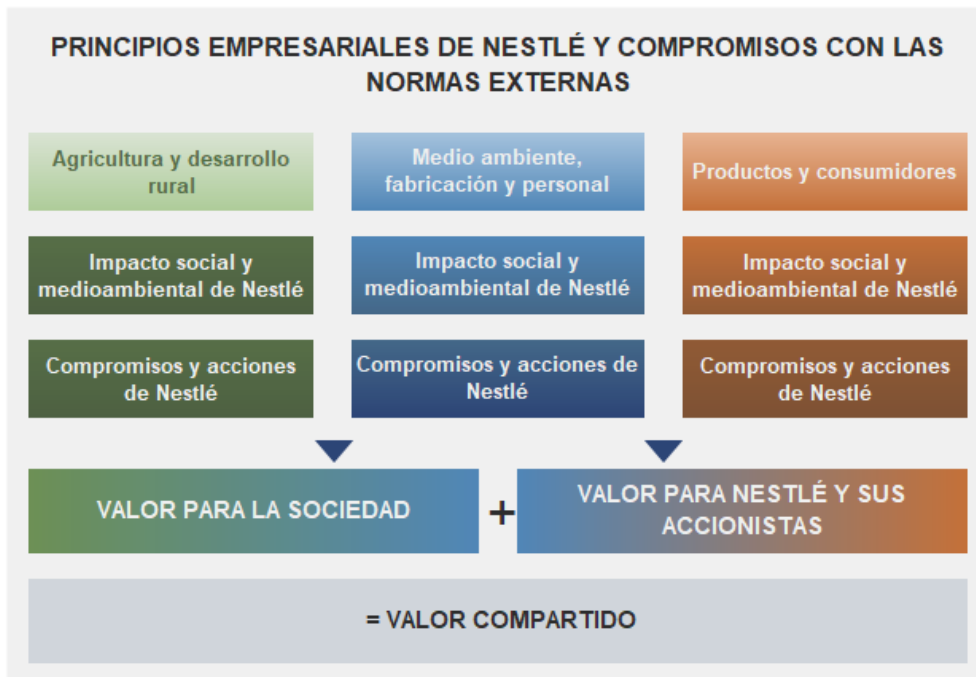 PRINCIPIOS EMPRESARIALES DE NESTLÉ Y COMPROMISOS CON LAS
NORMAS EXTERNAS
Agricultura y desarrollo
rural
Medio ambiente,
fabricación y personal
Productos y consumidores
Impacto social y
medioambiental de Nestlé
Impacto social y
medioambiental de Nestlé
Impacto social y
medioambiental de Nestlé
Compromisos y acciones
de Nestlé
Compromisos y acciones de
Nestlé
Compromisos y acciones
de Nestlé
VALOR PARA LA SOCIEDAD
+
VALOR PARA NESTLÉ Y SUS
ACCIONISTAS
= VALOR COMPARTIDO